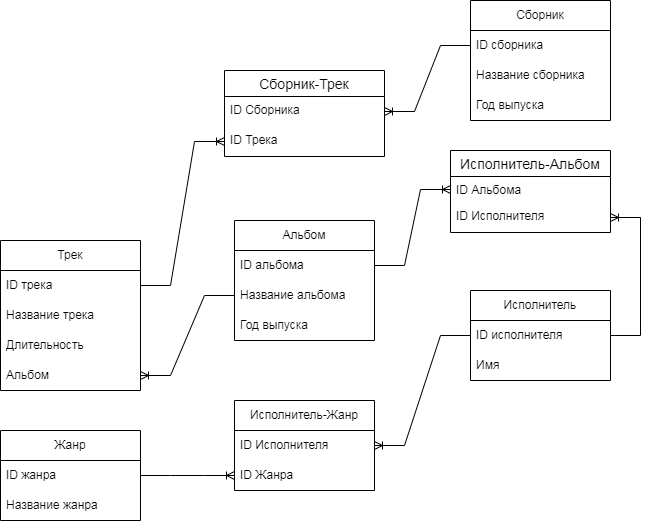 Сборник
ID сборника
Название сборника
Год выпуска
Сборник-Трек
ID Сборника
ID Трека
Исполнитель-Альбом
ID Альбома
ID Исполнителя
Альбом
ID альбома
Название альбома
Год выпуска
Трек
ID трека
Название трека
Длительность
Альбом
Исполнитель
ID исполнителя
Имя
Исполнитель-Жанр
ID Исполнителя
ID Жанра
Жанр
ID жанра
Название жанра